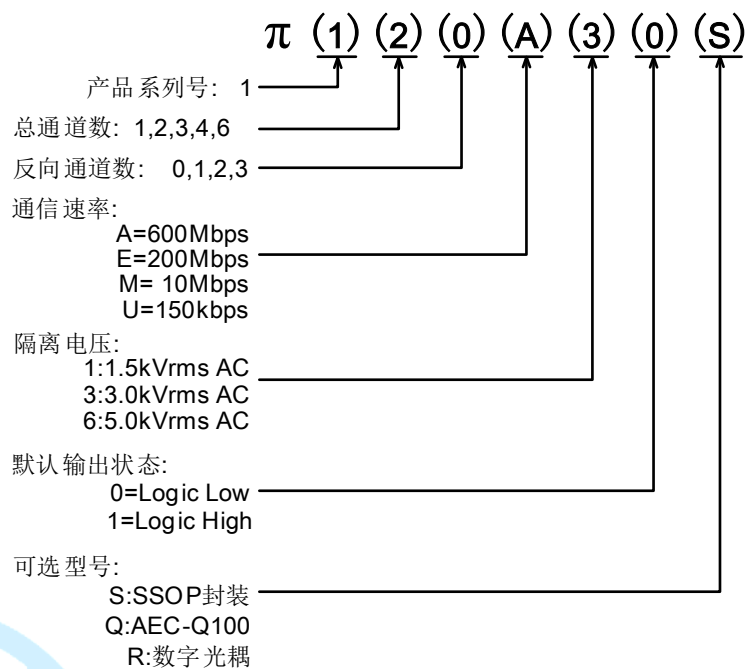 π (1) (2) (0) (A) (3) (0) (S)
产品系列号: 1
总通道数: 1,2,3,4,6
反向通道数: 0,1,2,3
通信速率:
A=600Mbps
E=200Mbps
M= 10Mbps
U=150kbps
隔离电压:
1:1.5kVrms AC
3:3.0kVrms AC
6:5.0kVrms AC
默认输出状态:
0=Logic Low
1=Logic High
可选型号:
S:SSOP封装
Q:AEC-Q100
R:数字光耦